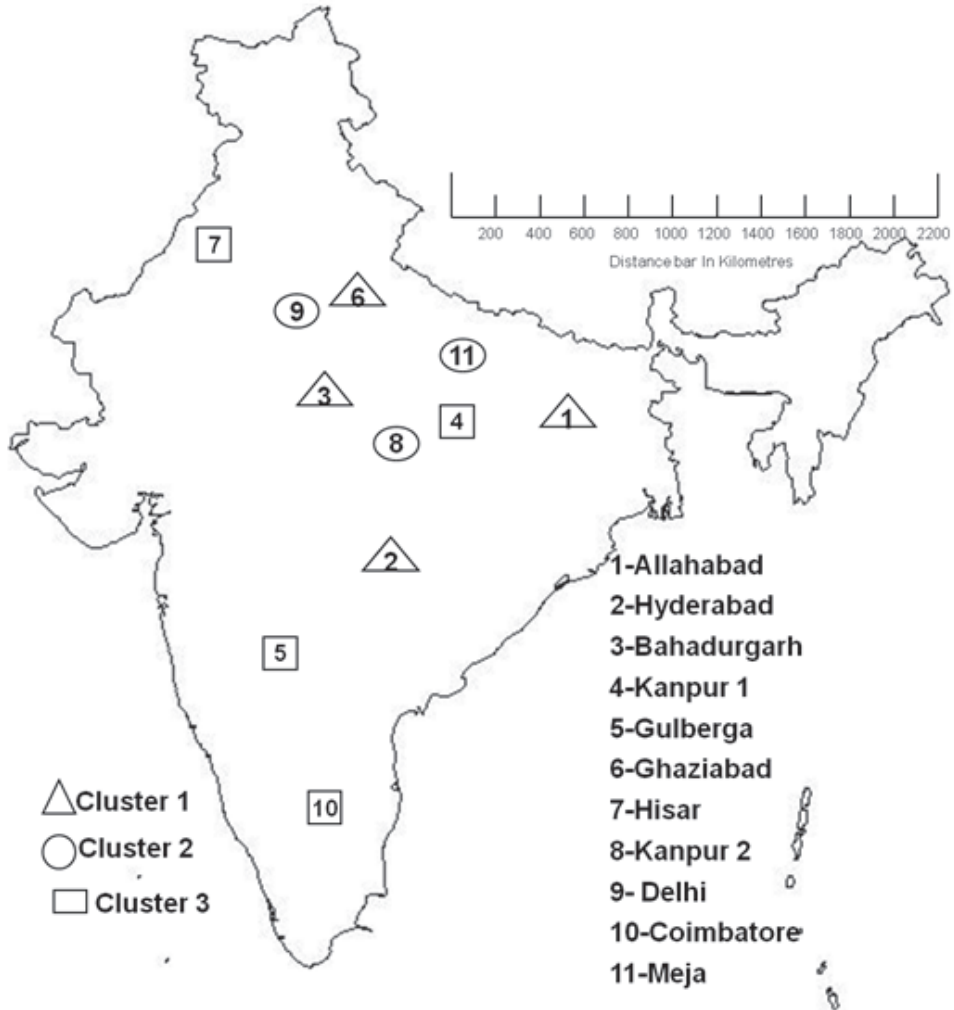 7
200 400 600 800 1000 1200 1400 1600 1800 2000 2200
Distance bar In Kilometres
6
9
11
3
4
1
8
2
5
10
1-Allahabad
2-Hyderabad
3-Bahadurgarh
4-Kanpur 1
5-Gulberga
6-Ghaziabad
7-Hisar
8-Kanpur 2
9- Delhi
10-Coimbatore
11-Meja
Cluster 1
Cluster 2
Cluster 3